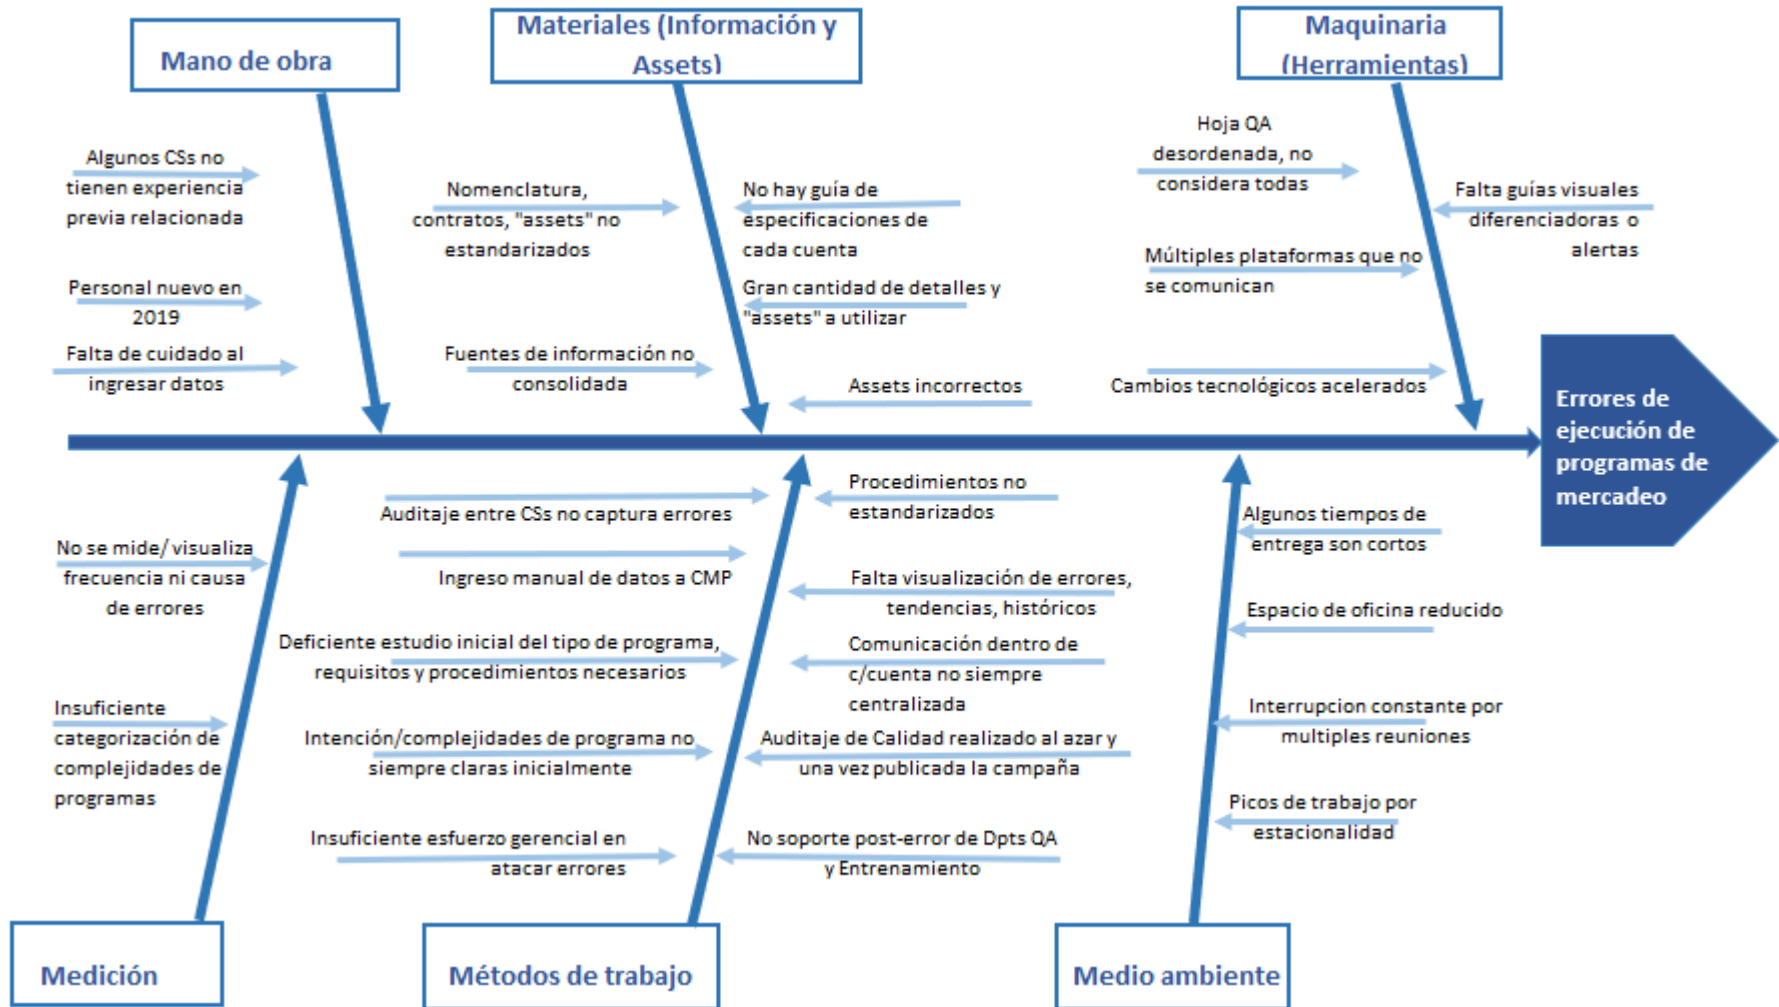 Mano de obra
Materiales (Información y
Assets)
Maquinaria
(Herramientas)
Algunos CSs no
tienen experiencia
previa relacionada
Personal nuevo en
2019
Falta de cuidado al
ingresar datos
Nomenclatura,
contratos, "assets" no
estandarizados
Fuentes de información no
consolidada
No hay guía de
especificaciones de
cada cuenta
Gran cantidad de detalles y
"assets" a utilizar
Assets incorrectos
Hoja QA
desordenada, no
considera todas
Múltiples plataformas que no
se comunican
Cambios tecnológicos acelerados
Falta guías visuales
diferenciadoras o
alertas
Errores de
ejecución de
programas de
mercadeo
No se mide/ visualiza
frecuencia ni causa
de errores
Insuficiente
categorización de
complejidades de
programas
Auditaje entre CSs no captura errores
Ingreso manual de datos a CMP
Deficiente estudio inicial del tipo de programa,
requisitos y procedimientos necesarios
Intención/complejidades de programa no
siempre claras inicialmente
Insuficiente esfuerzo gerencial en
atacar errores
Procedimientos no
estandarizados
Falta visualización de errores,
tendencias, históricos
Comunicación dentro de
c/cuenta no siempre
centralizada
Auditaje de Calidad realizado al azar y
una vez publicada la campaña
No soporte post-error de Dpts QA
y Entrenamiento
Algunos tiempos de
entrega son cortos
Espacio de oficina reducido
Interrupcion constante por
multiples reuniones
Picos de trabajo por
estacionalidad
Medición
Métodos de trabajo
Medio ambiente